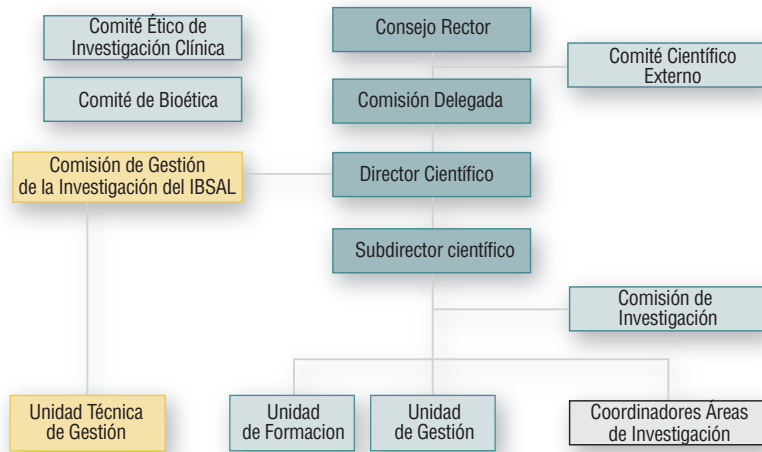 Comité Ético de
Investigación Clínica
Consejo Rector
Comité Científico
Externo
Comité de Bioética
Comisión Delegada
Comisión de Gestión
de la Investigación del IBSAL
Director Científico
Subdirector científico
Comisión de
Investigación
Unidad Técnica
de Gestión
Unidad
de Formacion
Unidad
de Gestión
Coordinadores Áreas
de Investigación